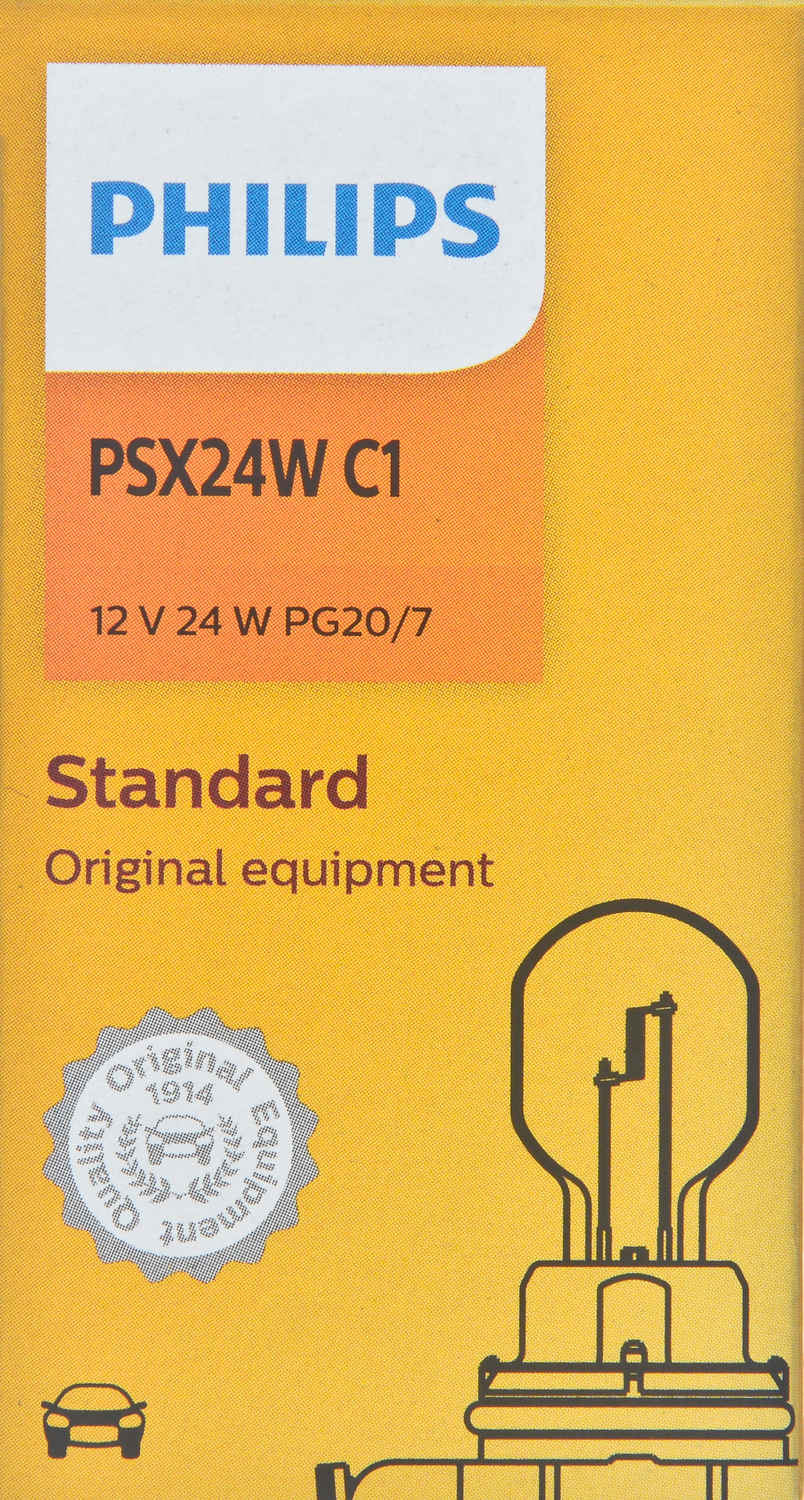 PHILIPS
PSX24W C1
12 V 24 W PG20/7
Standard
Original equipment
Original Equipment Quality
1914